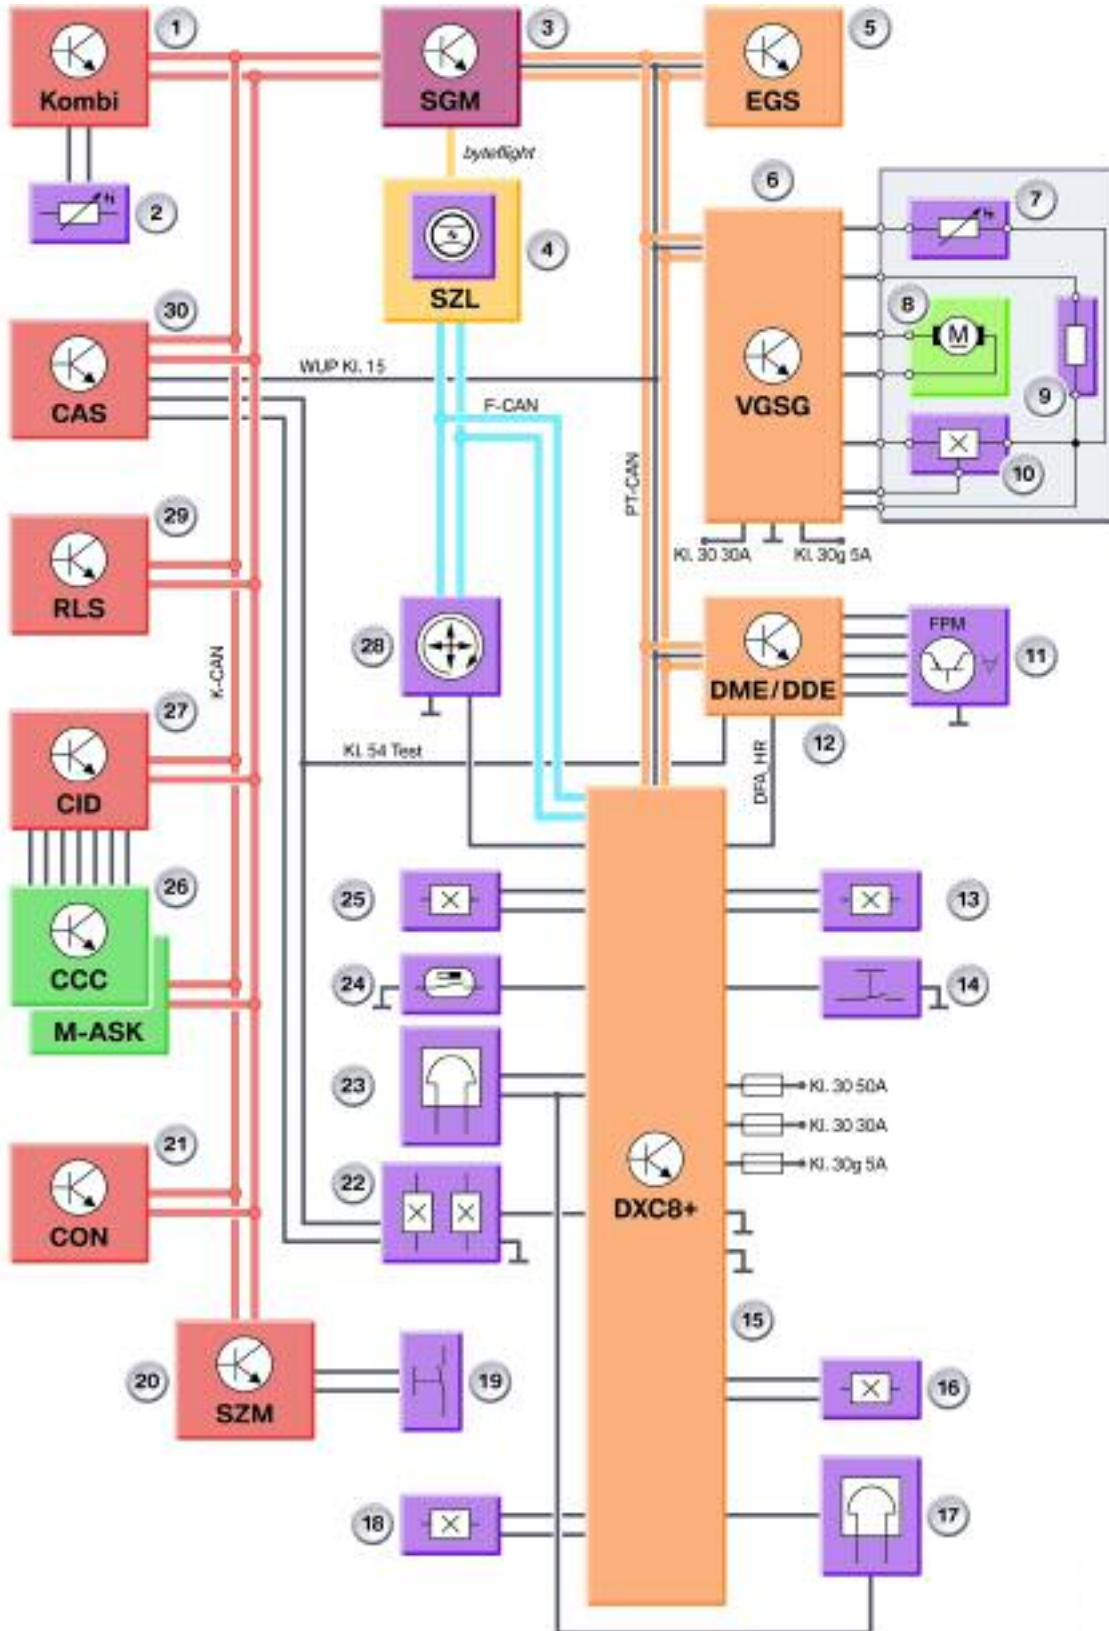 1
3
5
Kombi
SGM
EGS
byteflight
2
4
6
7
SZL
30
8
M
WUP Kl. 15
CAS
VGSG
F-CAN
9
10
PT-CAN
29
Kl. 30 30A
Kl. 30g 5A
RLS
FPM
28
11
K-CAN
DME/DDE
27
12
Kl. 54 Test
DFA_HR
CID
26
25
13
CCC
24
14
M-ASK
23
Kl. 30 50A
Kl. 30 30A
21
Kl. 30g 5A
22
DXC8+
CON
15
20
19
16
SZM
18
17